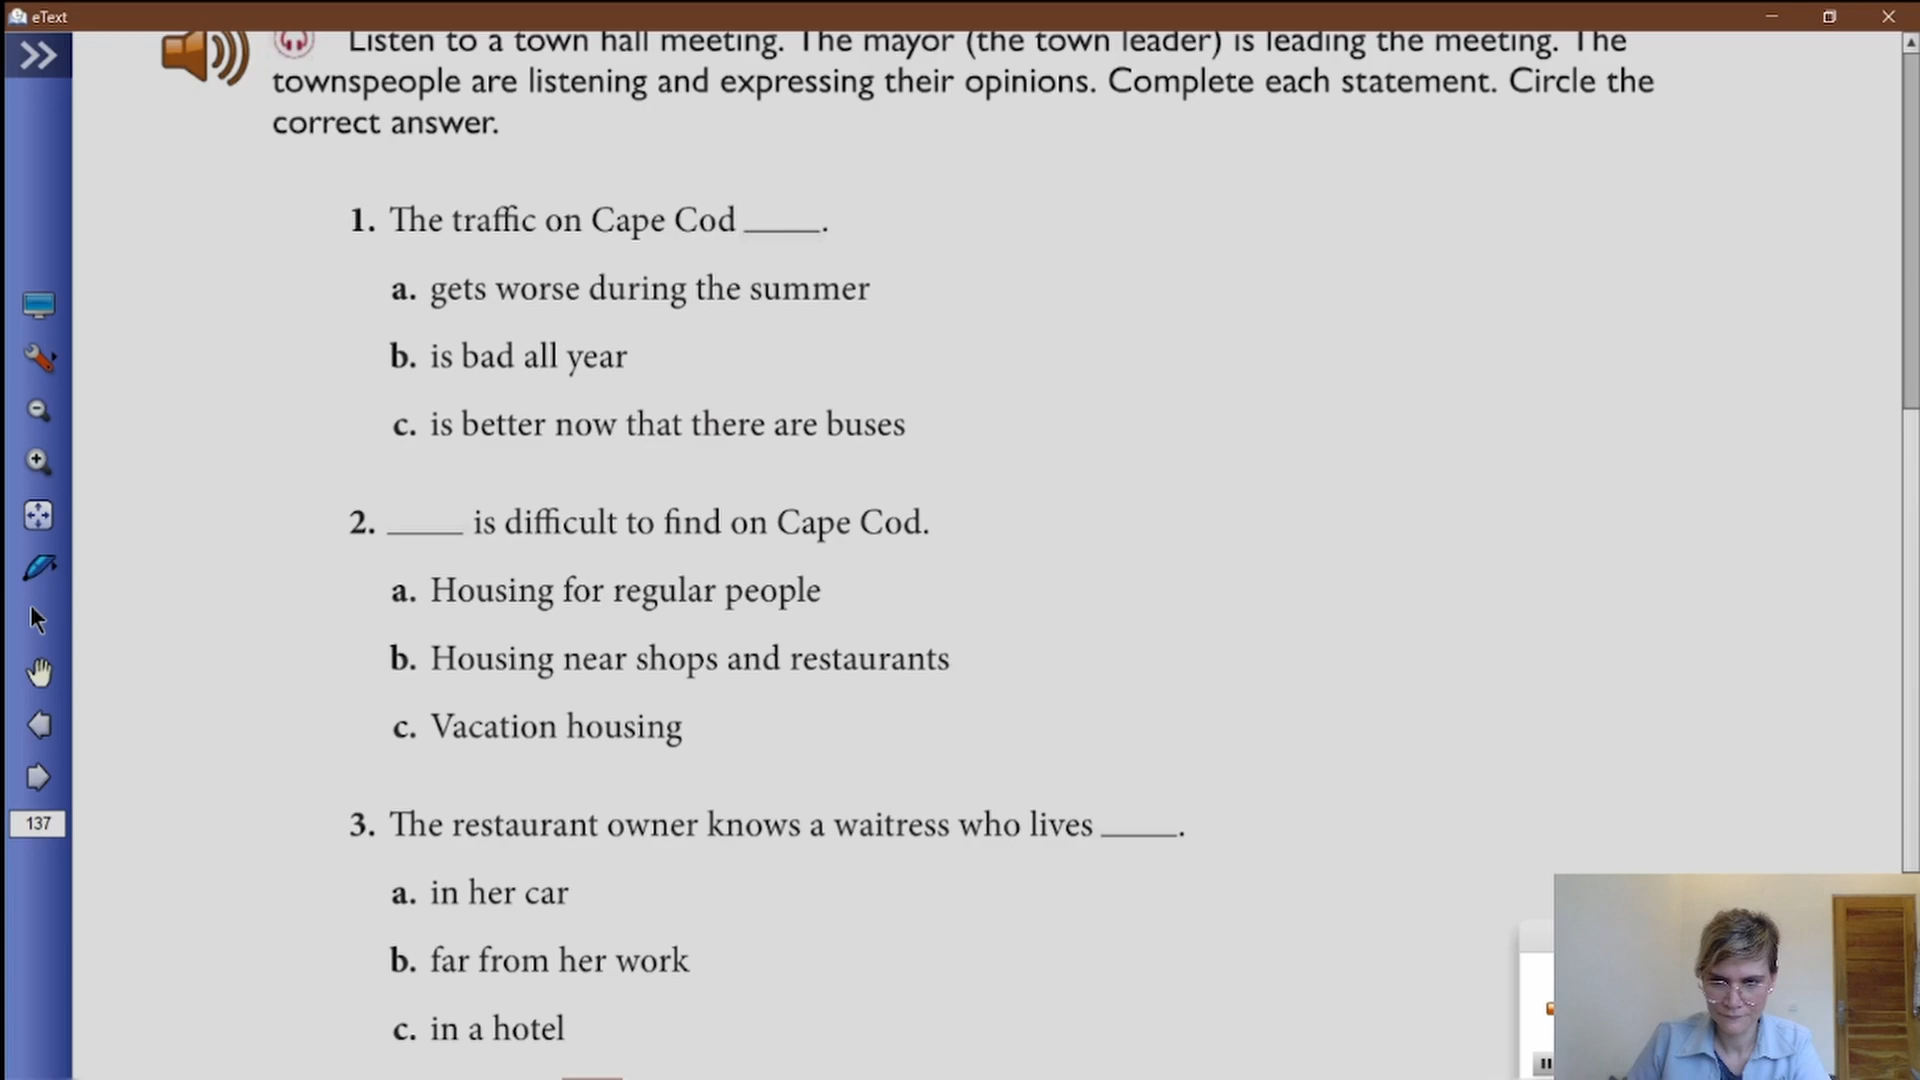 eText
Listen to a town hall meeting. The mayor (the town leader) is leading the meeting. The
townspeople are listening and expressing their opinions. Complete each statement. Circle the
correct answer.
1. The traffic on Cape Cod _____.
a. gets worse during the summer
b. is bad all year
c. is better now that there are buses
2. _____ is difficult to find on Cape Cod.
a. Housing for regular people
b. Housing near shops and restaurants
c. Vacation housing
3. The restaurant owner knows a waitress who lives _____.
a. in her car
b. far from her work
c. in a hotel
137